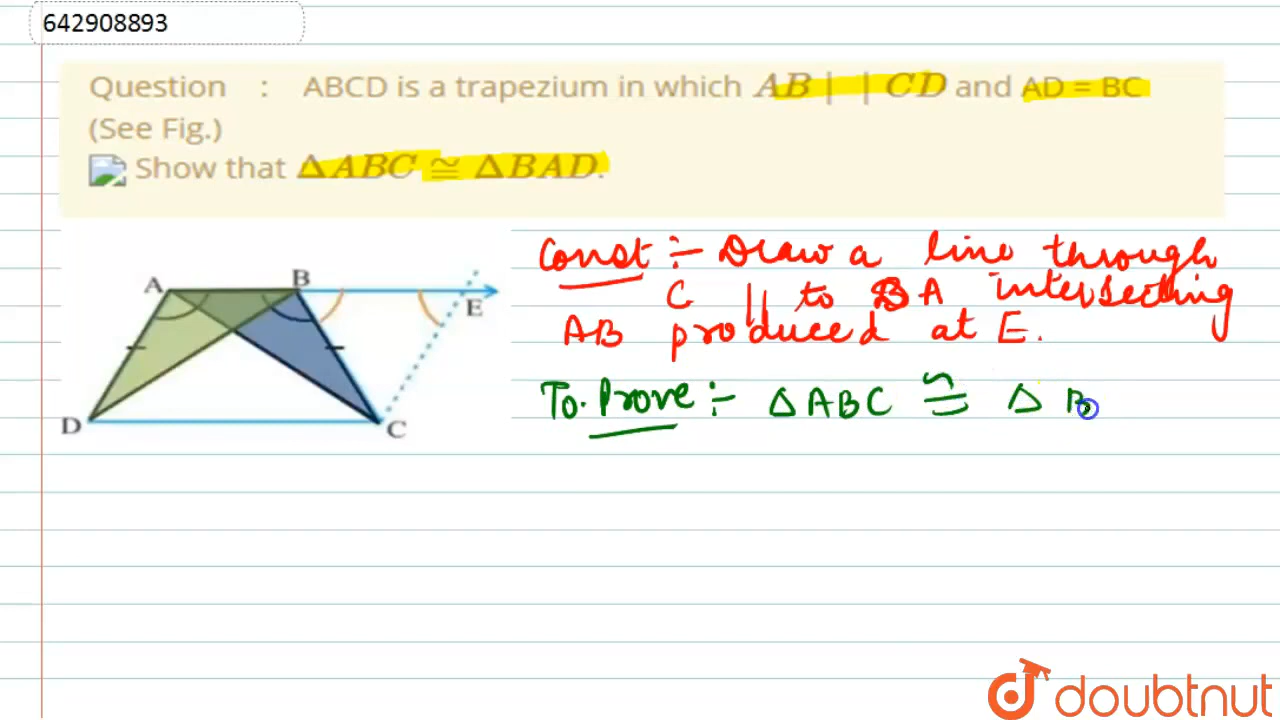 642908893
Question : ABCD is a trapezium in which AB | | CD and AD = BC
(See Fig.)
Show that ΔABC ≅ ΔBAD.
A B E
D C
Const :- Draw a line through
C || to DA intersecting
AB produced at E.
To Prove :- Δ ABC ≅ Δ B
doubtnut